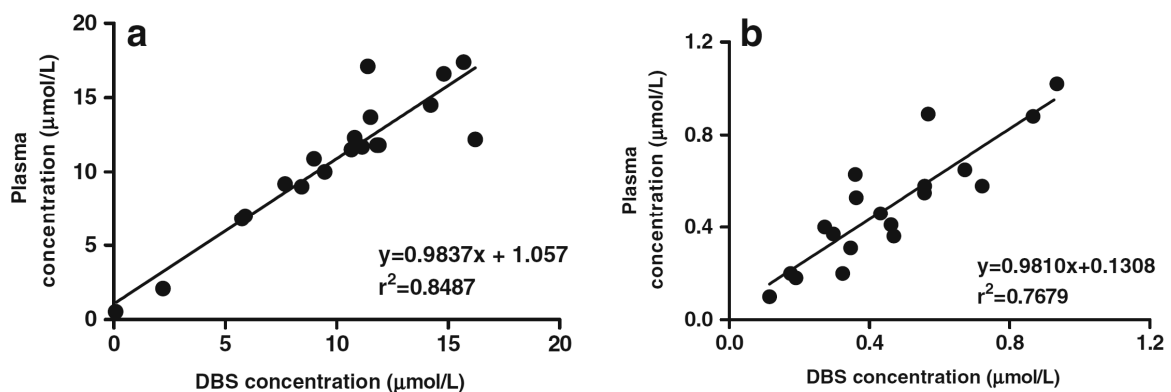 a
20
15
10
5
0
Plasma
concentration (μmol/L)
y=0.9837x + 1.057
r²=0.8487
0 5 10 15 20
DBS concentration (μmol/L)
b
1.2
0.8
0.4
0.0
Plasma
concentration (μmol/L)
y=0.9810x+0.1308
r²=0.7679
0.0 0.4 0.8 1.2
DBS concentration (μmol/L)